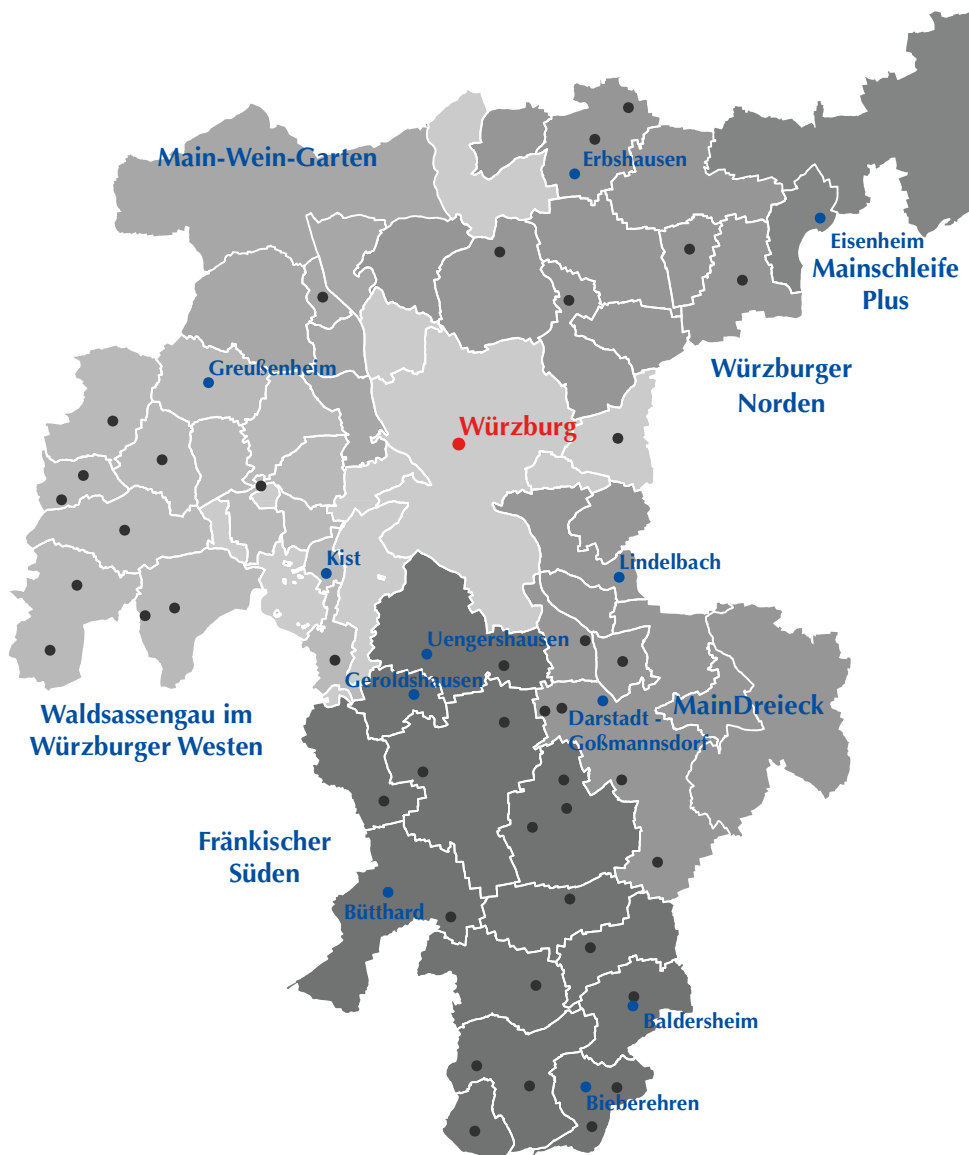 Main-Wein-Garten
Erbshausen
Eisenheim
Mainschleife
Plus
Greußenheim
Würzburger
Norden
Würzburg
Kist
Lindelbach
Uengershausen
Geroldshausen
Waldsassengau im
Würzburger Westen
MainDreieck
Darstadt -
Goßmannsdorf
Fränkischer
Süden
Bütthard
Baldersheim
Bieberehren